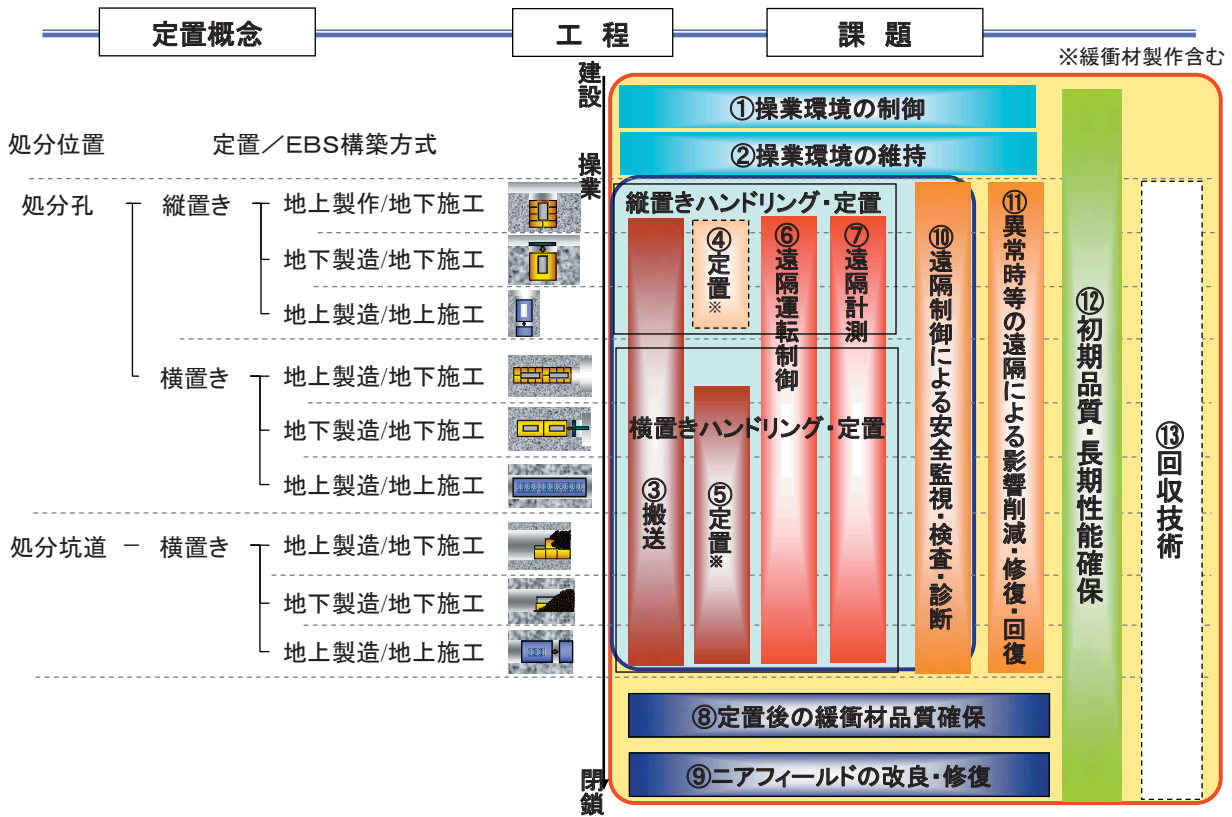 定置概念
工 程
課 題
※緩衝材製作含む
処分位置
定置／EBS構築方式
建設
操業
閉鎖
処分孔
縦置き
地上製作/地下施工
地下製造/地下施工
地上製造/地上施工
横置き
地上製造/地下施工
地下製造/地下施工
地上製造/地上施工
処分坑道
横置き
地上製造/地下施工
地下製造/地下施工
地上製造/地上施工
①操業環境の制御
②操業環境の維持
縦置きハンドリング・定置
横置きハンドリング・定置
③搬送
④定置※
⑤定置※
⑥遠隔運転制御
⑦遠隔計測
⑩遠隔制御による安全監視・検査・診断
⑪異常時等の遠隔による影響削減・修復・回復
⑫初期品質・長期性能確保
⑬回収技術
⑧定置後の緩衝材品質確保
⑨ニアフィールドの改良・修復